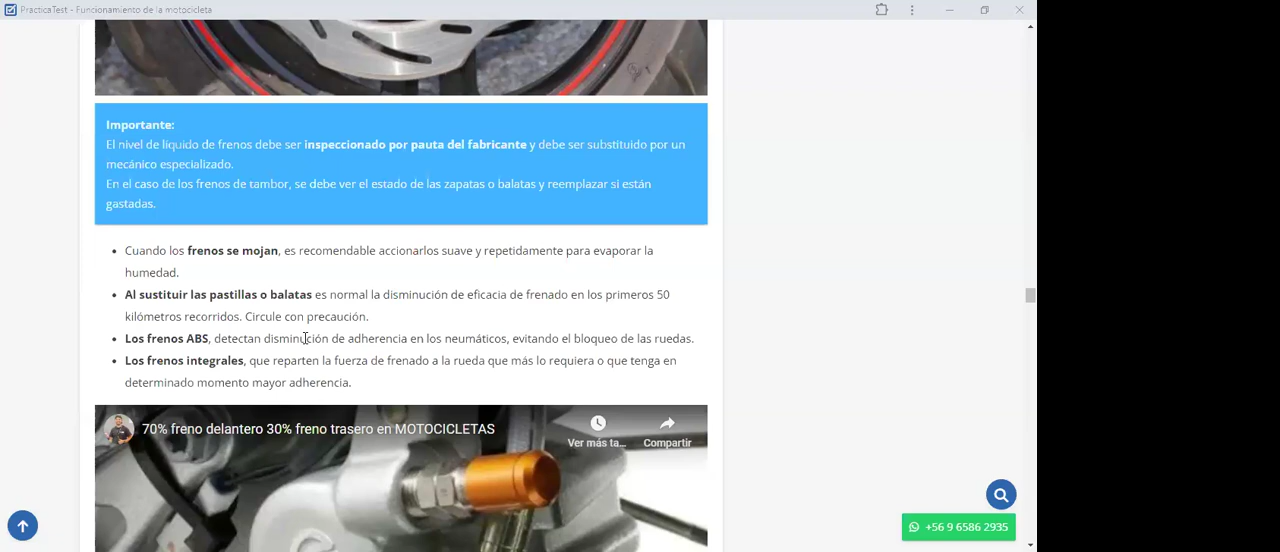 PracticaTest - Funcionamiento de la motocicleta
Importante:
El nivel de líquido de frenos debe ser inspeccionado por pauta del fabricante y debe ser substituido por un
mecánico especializado.
En el caso de los frenos de tambor, se debe ver el estado de las zapatas o balatas y reemplazar si están
gastadas.
• Cuando los frenos se mojan, es recomendable accionarlos suave y repetidamente para evaporar la
humedad.
• Al sustituir las pastillas o balatas es normal la disminución de eficacia de frenado en los primeros 50
kilómetros recorridos. Circule con precaución.
• Los frenos ABS, detectan disminución de adherencia en los neumáticos, evitando el bloqueo de las ruedas.
• Los frenos integrales, que reparten la fuerza de frenado a la rueda que más lo requiera o que tenga en
determinado momento mayor adherencia.
70% freno delantero 30% freno trasero en MOTOCICLETAS
Ver más ta...
Compartir
+56 9 6586 2935